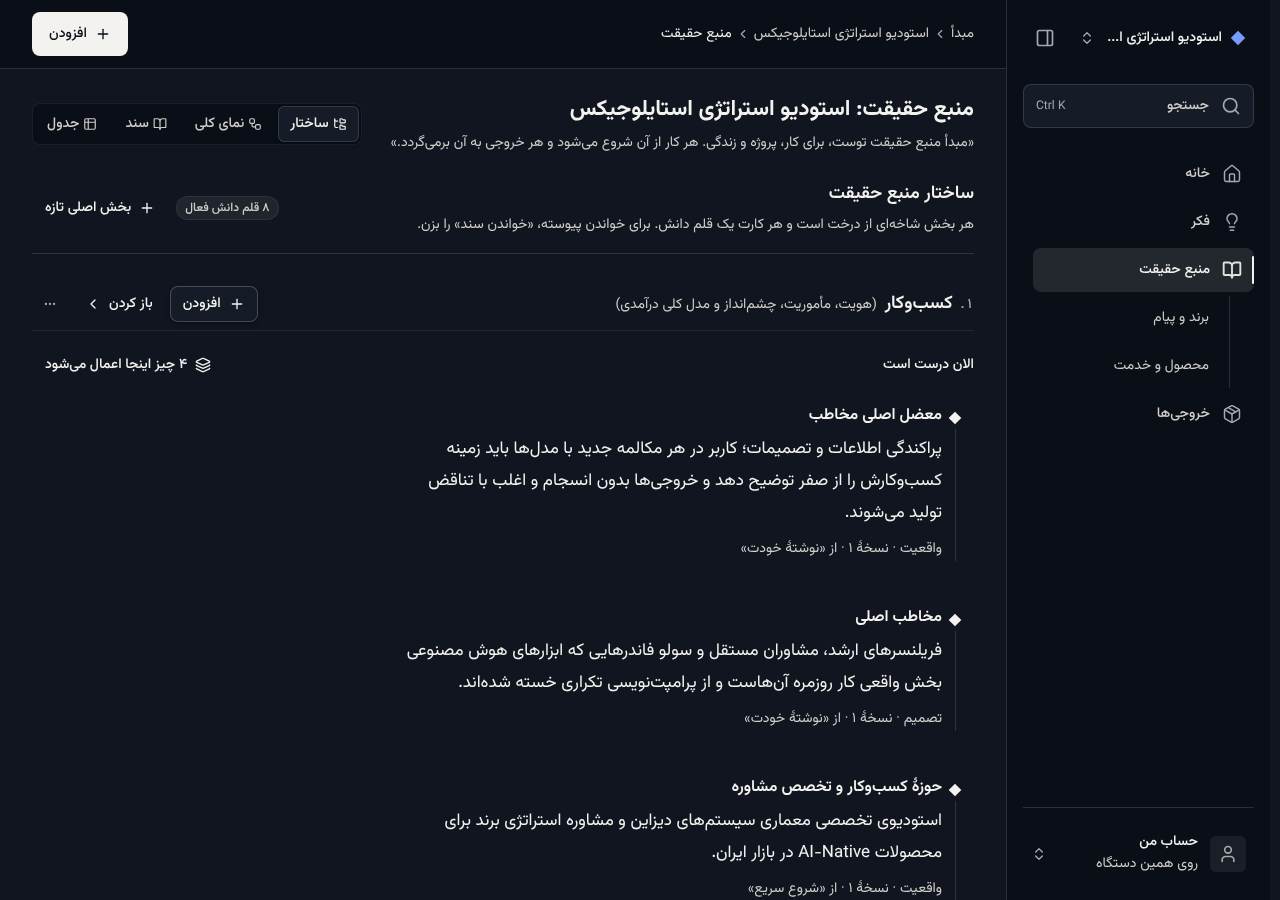 استودیو استراتژی ا...
جستجو
Ctrl K
خانه
فکر
منبع حقیقت
برند و پیام
محصول و خدمت
خروجی‌ها
حساب من
روی همین دستگاه
مبدأ › استودیو استراتژی استایلوجیکس › منبع حقیقت
افزودن
منبع حقیقت: استودیو استراتژی استایلوجیکس
«مبدأ منبع حقیقت توست، برای کار، پروژه و زندگی. هر کار از آن شروع می‌شود و هر خروجی به آن برمی‌گردد.»
ساختار
نمای کلی
سند
جدول
ساختار منبع حقیقت
هر بخش شاخه‌ای از درخت است و هر کارت یک قلم دانش. برای خواندن پیوسته، «خواندن سند» را بزن.
۸ قلم دانش فعال
بخش اصلی تازه
۱. کسب‌وکار (هویت، مأموریت، چشم‌انداز و مدل کلی درآمدی)
افزودن
باز کردن
...
الان درست است
۴ چیز اینجا اعمال می‌شود
معضل اصلی مخاطب
پراکندگی اطلاعات و تصمیمات؛ کاربر در هر مکالمه جدید با مدل‌ها باید زمینه
کسب‌وکارش را از صفر توضیح دهد و خروجی‌ها بدون انسجام و اغلب با تناقض
تولید می‌شوند.
واقعیت · نسخهٔ ۱ · از «نوشتهٔ خودت»
مخاطب اصلی
فریلنسرهای ارشد، مشاوران مستقل و سولو فاندرهایی که ابزارهای هوش مصنوعی
بخش واقعی کار روزمره آن‌هاست و از پرامپت‌نویسی تکراری خسته شده‌اند.
تصمیم · نسخهٔ ۱ · از «نوشتهٔ خودت»
حوزهٔ کسب‌وکار و تخصص مشاوره
استودیوی تخصصی معماری سیستم‌های دیزاین و مشاوره استراتژی برند برای
محصولات AI-Native در بازار ایران.
واقعیت · نسخهٔ ۱ · از «شروع سریع»